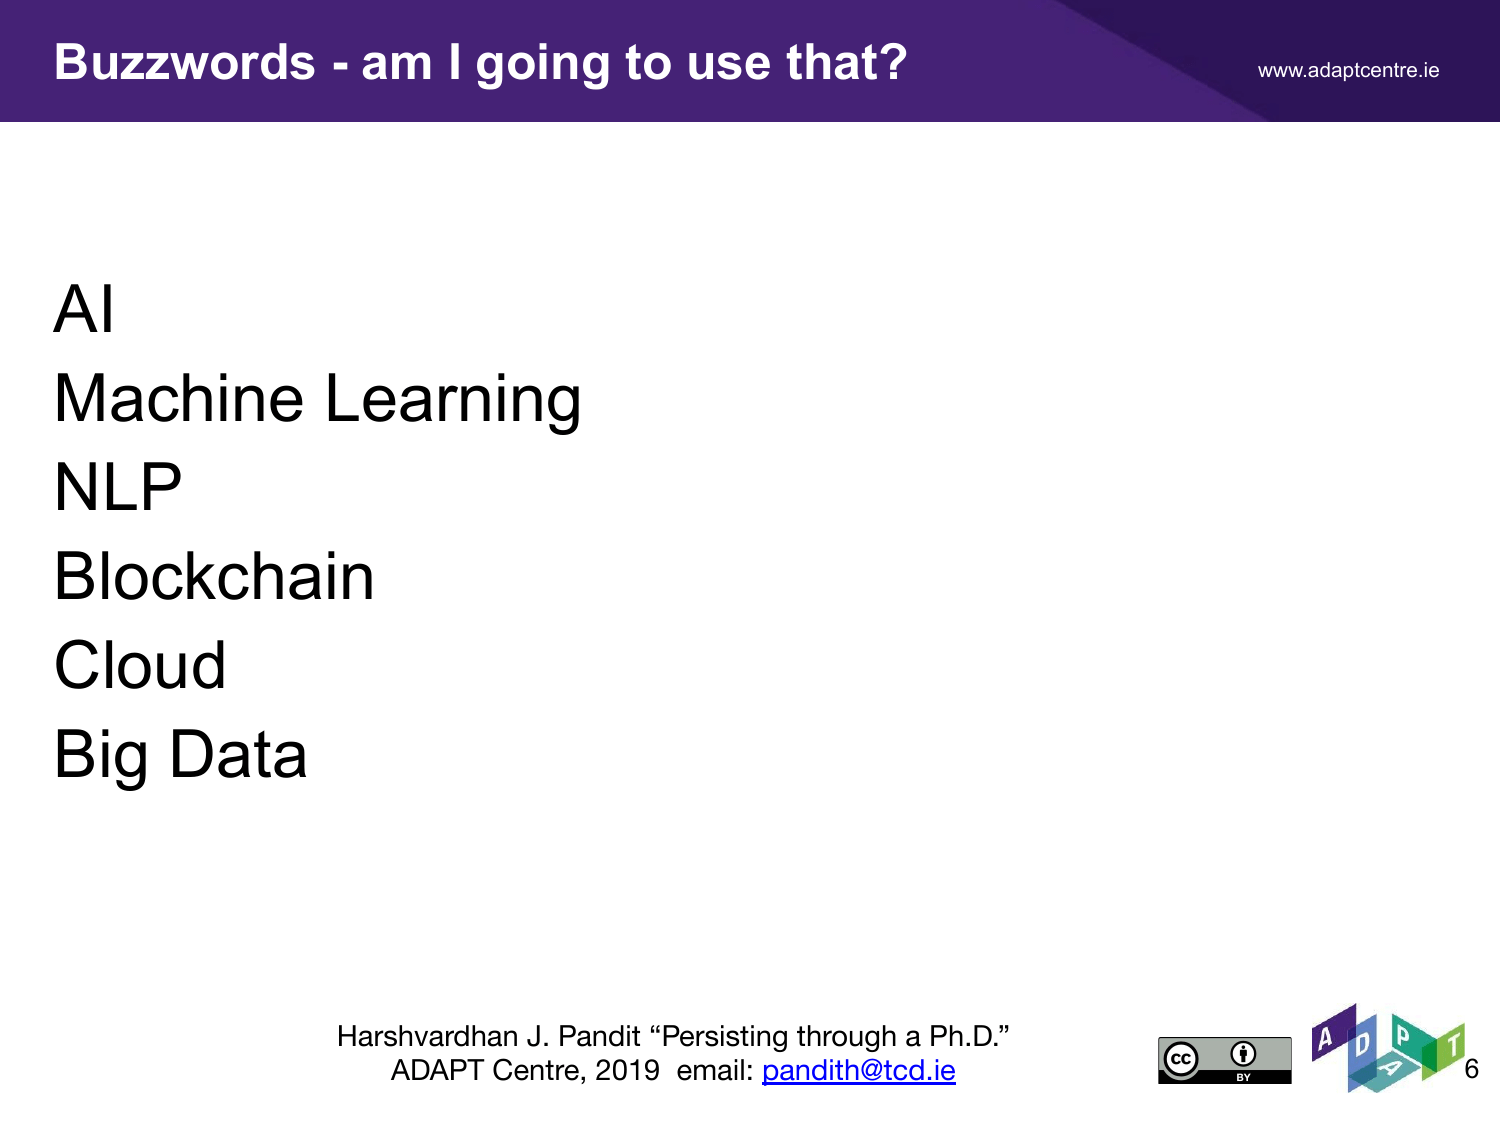 Buzzwords - am I going to use that?
www.adaptcentre.ie
AI
Machine Learning
NLP
Blockchain
Cloud
Big Data
Harshvardhan J. Pandit “Persisting through a Ph.D.”
ADAPT Centre, 2019 email: pandith@tcd.ie
cc
BY
ADAPT
6